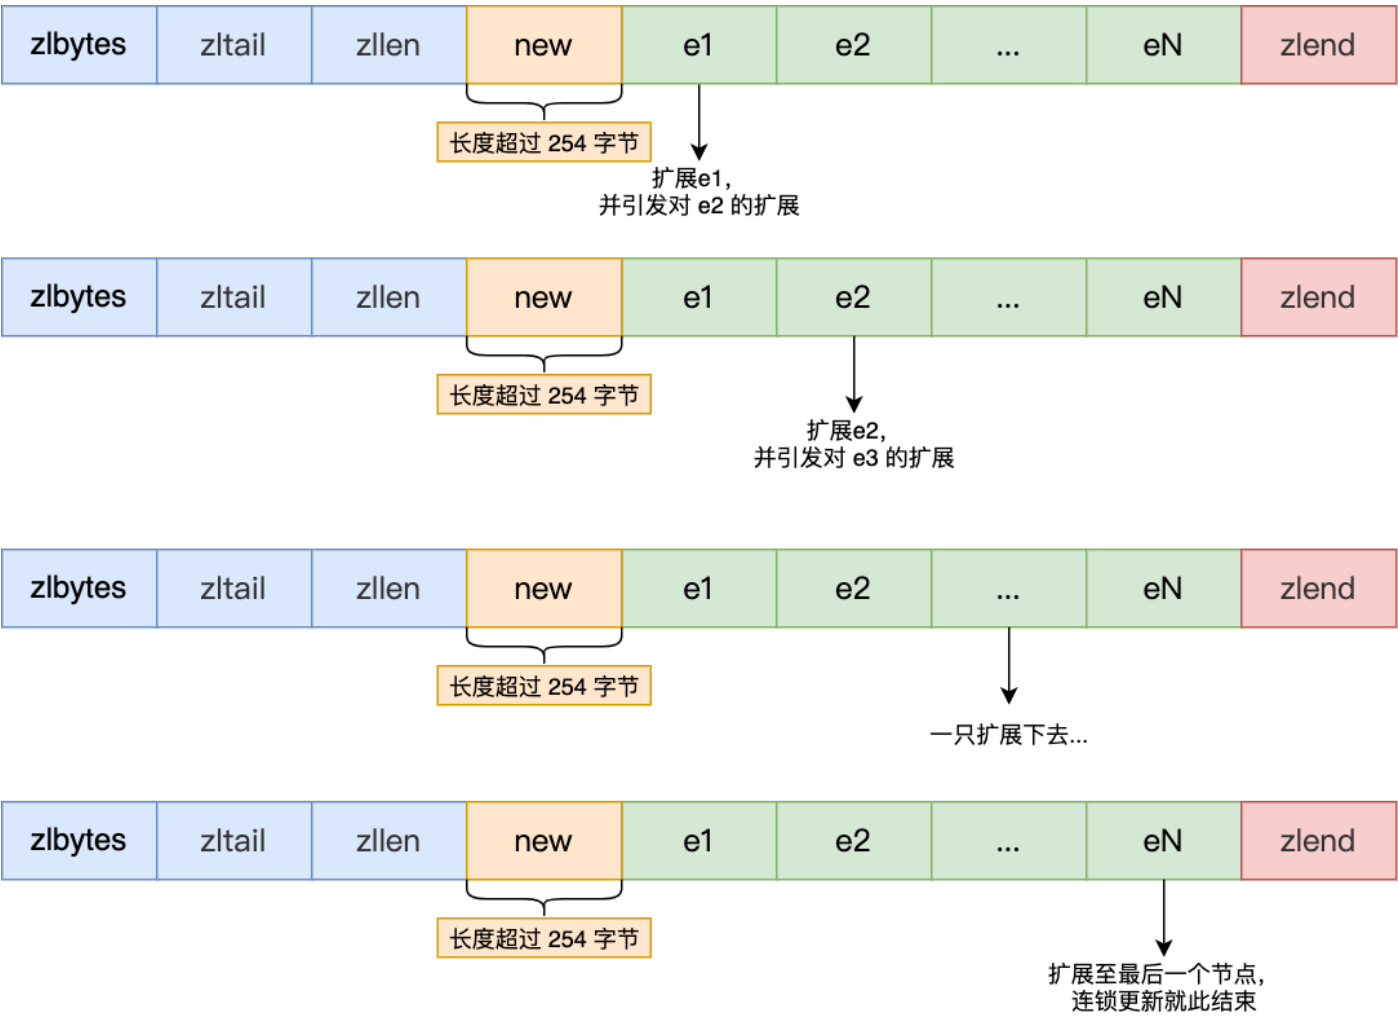 zlbytes zltail zllen new e1 e2 ... eN zlend
长度超过 254 字节
扩展e1,
并引发对 e2 的扩展
zlbytes zltail zllen new e1 e2 ... eN zlend
长度超过 254 字节
扩展e2,
并引发对 e3 的扩展
zlbytes zltail zllen new e1 e2 ... eN zlend
长度超过 254 字节
一只扩展下去...
zlbytes zltail zllen new e1 e2 ... eN zlend
长度超过 254 字节
扩展至最后一个节点,
连锁更新就此结束